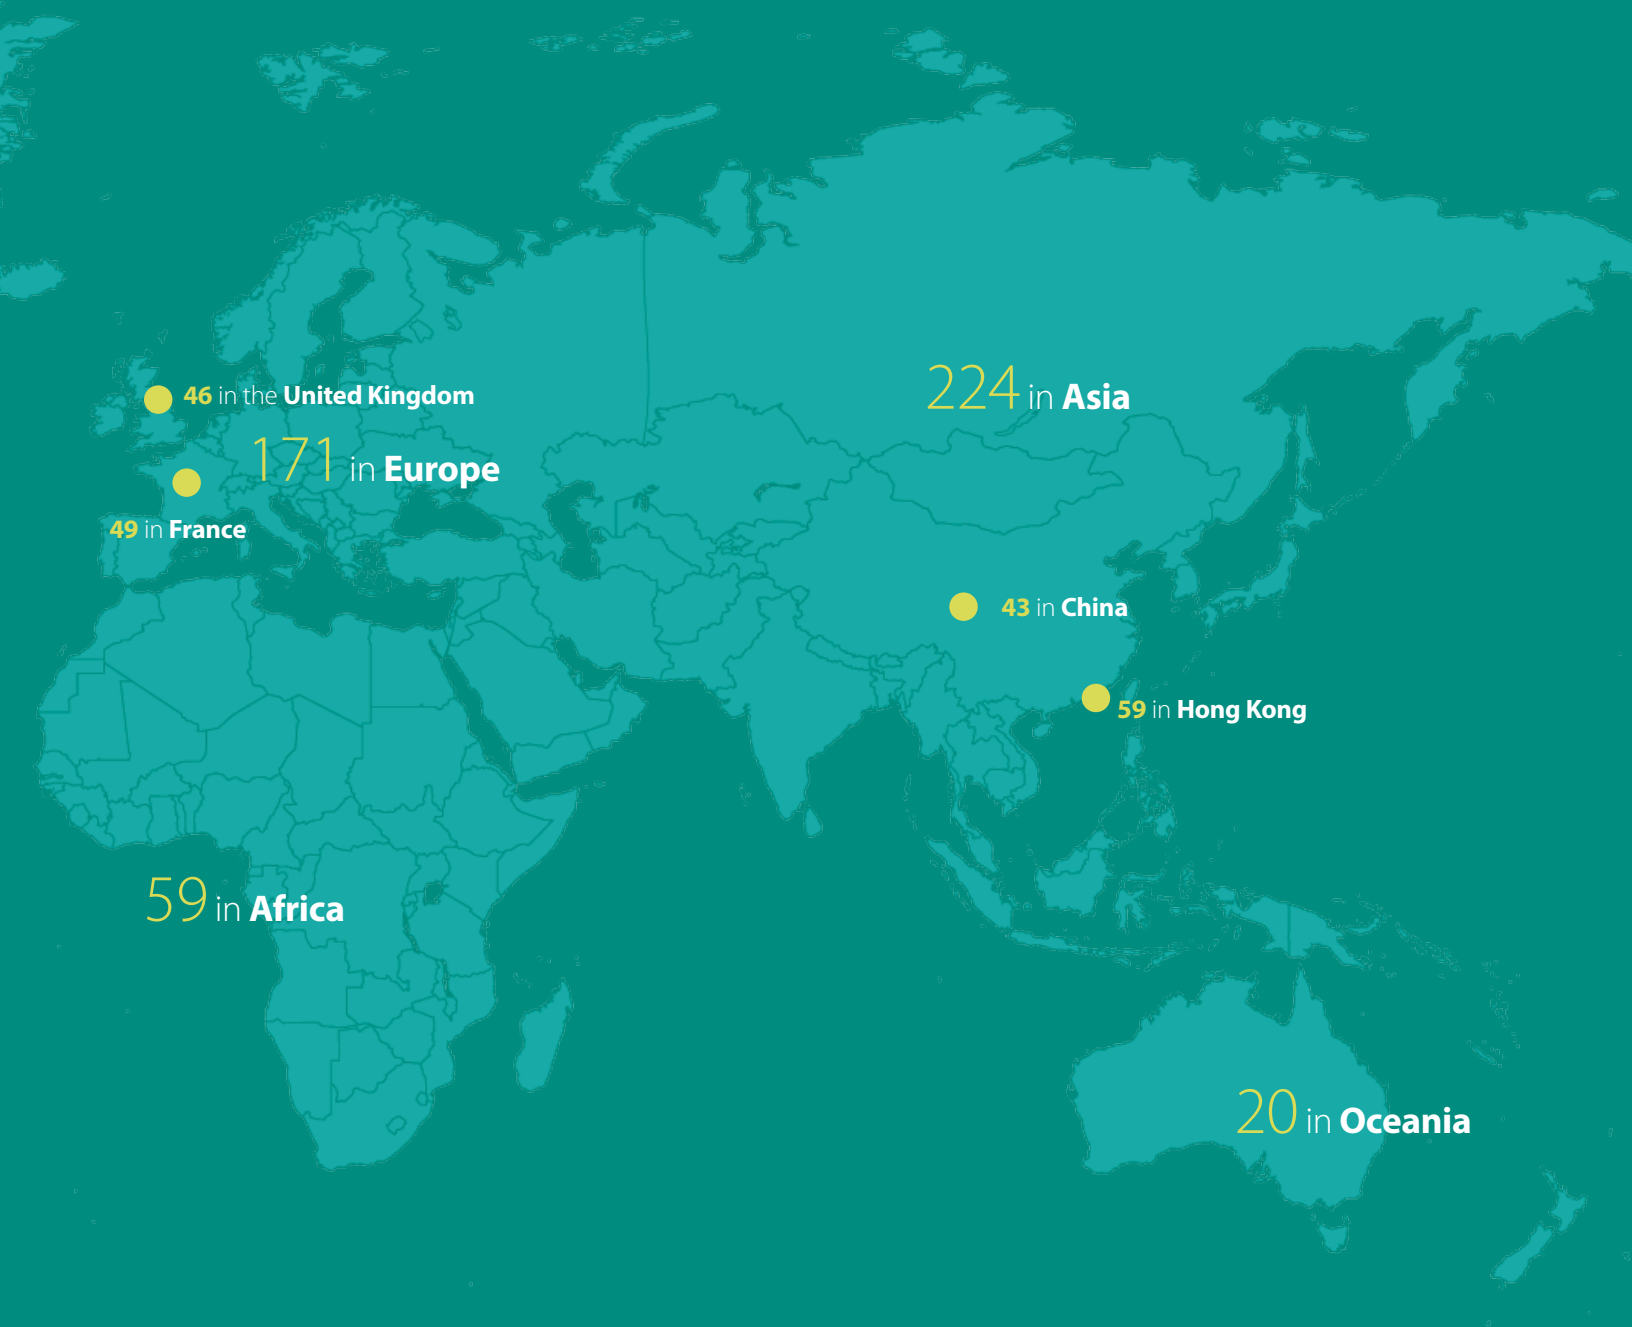 224 in Asia
46 in the United Kingdom
171 in Europe
49 in France
43 in China
59 in Hong Kong
59 in Africa
20 in Oceania